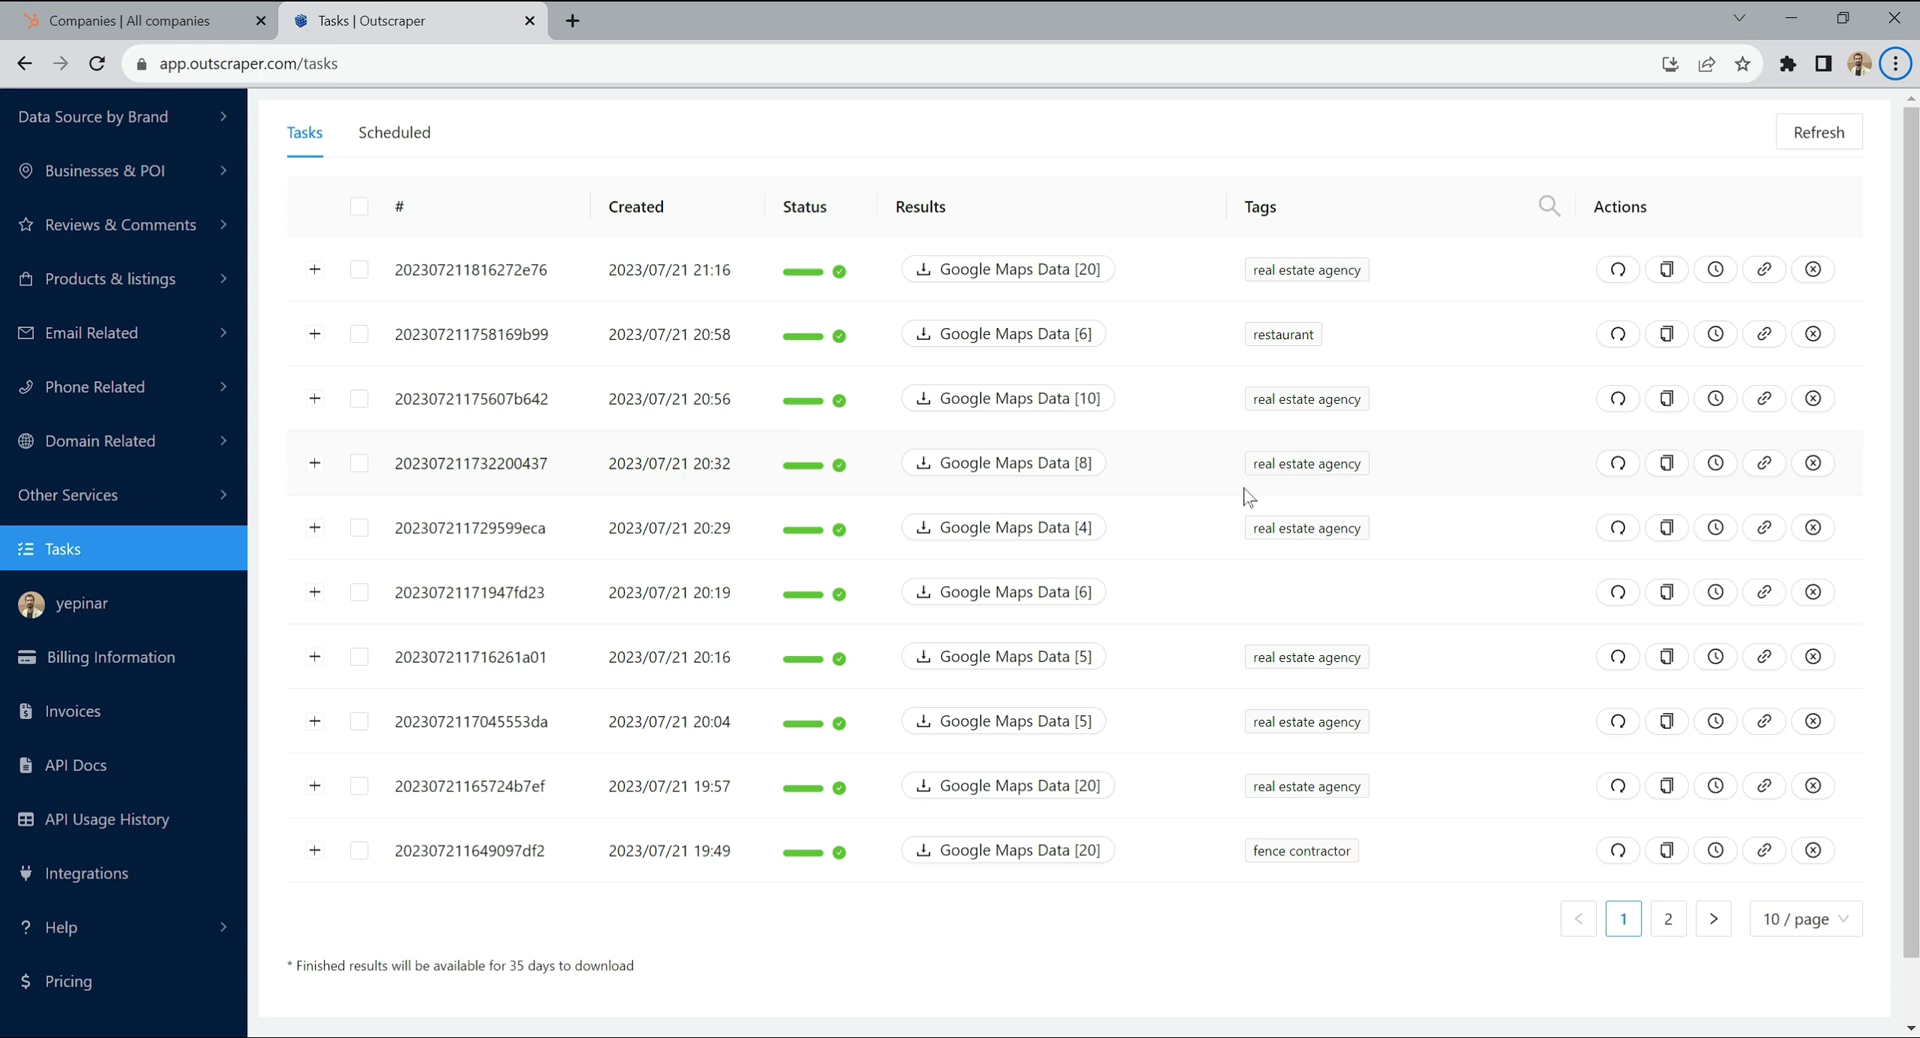 Companies | All companies
Tasks | Outscraper
app.outscraper.com/tasks
Data Source by Brand
Businesses & POI
Reviews & Comments
Products & listings
Email Related
Phone Related
Domain Related
Other Services
Tasks
yepinar
Billing Information
Invoices
API Docs
API Usage History
Integrations
? Help
$ Pricing
Tasks Scheduled Refresh
# Created Status Results Tags Actions
+ 202307211816272e76 2023/07/21 21:16 Google Maps Data [20] real estate agency
+ 202307211758169b99 2023/07/21 20:58 Google Maps Data [6] restaurant
+ 20230721175607b642 2023/07/21 20:56 Google Maps Data [10] real estate agency
+ 202307211732200437 2023/07/21 20:32 Google Maps Data [8] real estate agency
+ 202307211729599eca 2023/07/21 20:29 Google Maps Data [4] real estate agency
+ 20230721171947fd23 2023/07/21 20:19 Google Maps Data [6]
+ 202307211716261a01 2023/07/21 20:16 Google Maps Data [5] real estate agency
+ 2023072117045553da 2023/07/21 20:04 Google Maps Data [5] real estate agency
+ 20230721165724b7ef 2023/07/21 19:57 Google Maps Data [20] real estate agency
+ 202307211649097df2 2023/07/21 19:49 Google Maps Data [20] fence contractor
< 1 2 > 10 / page
* Finished results will be available for 35 days to download